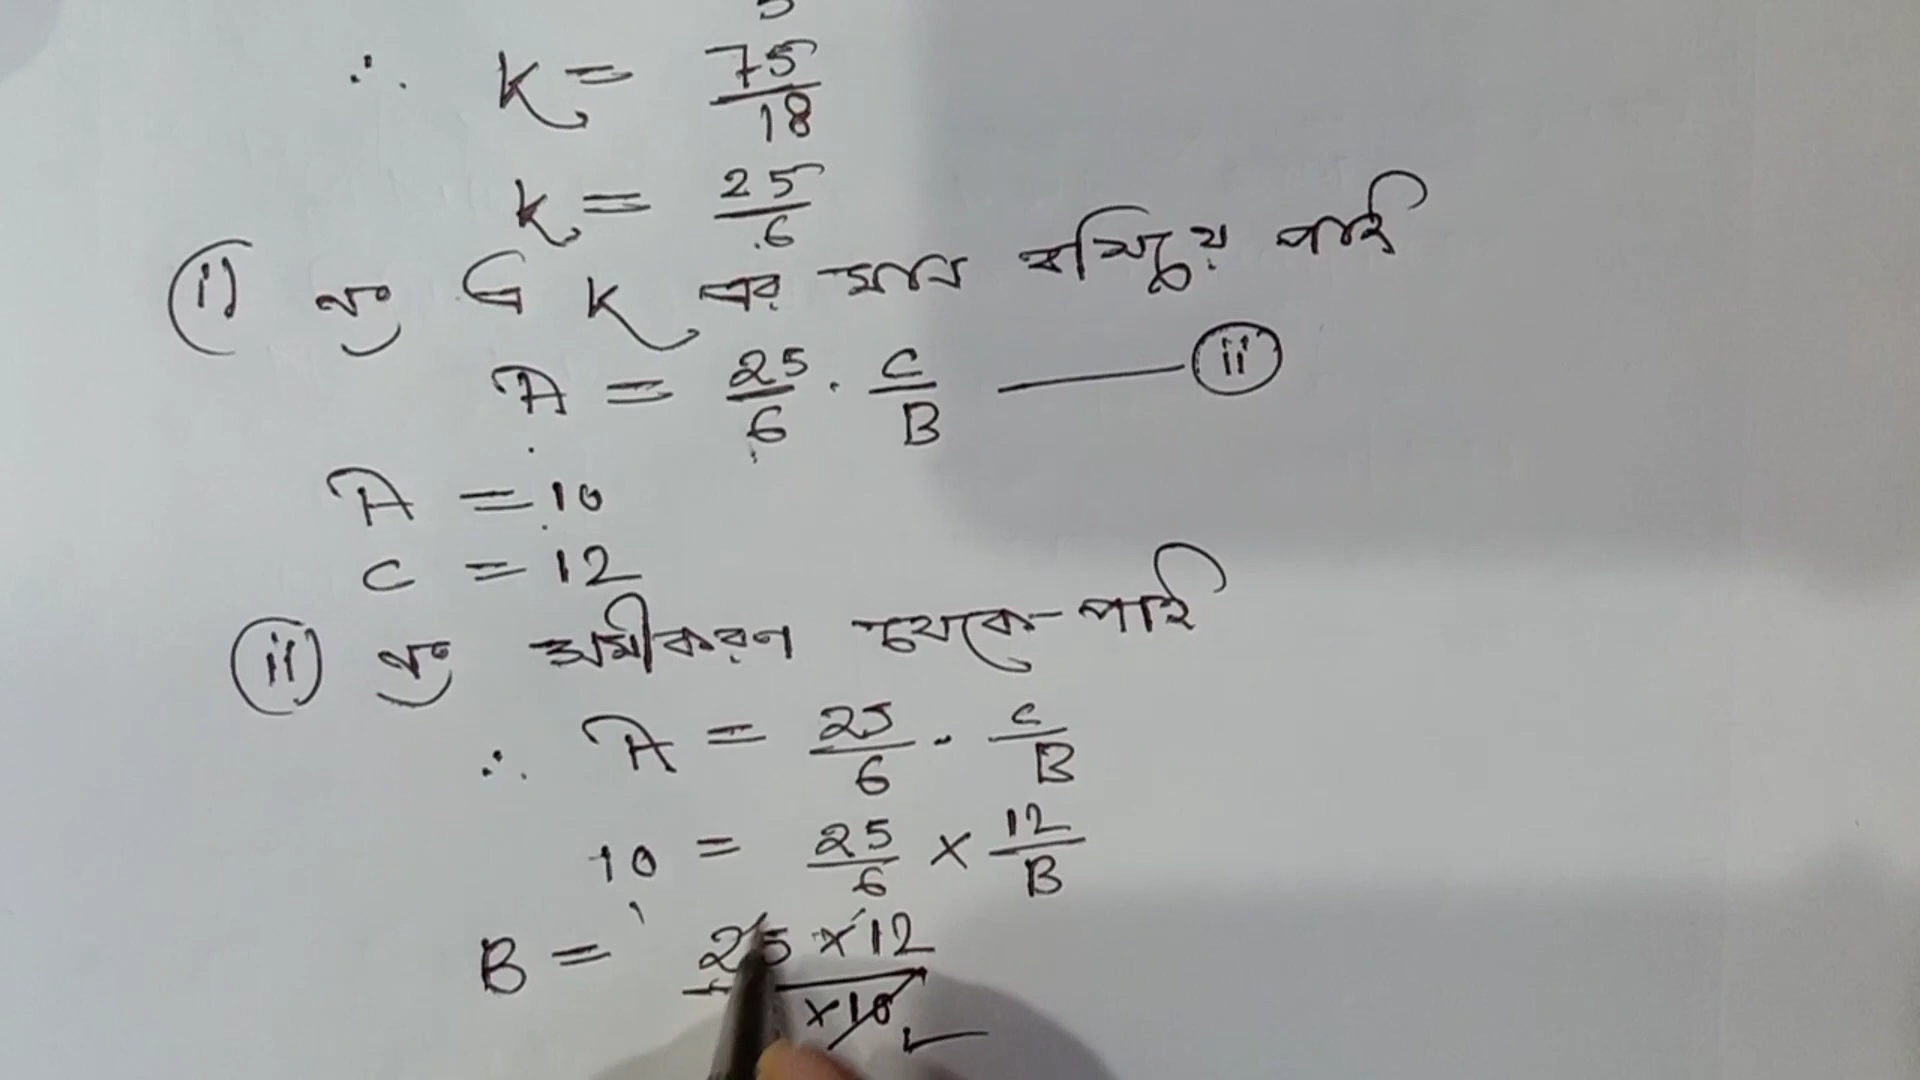 ∴ K = 75/18
K = 25/6
(i) নং এ K এর মান বসিয়ে পাই
A = 25/6 . C/B —— (ii)
A = 10
C = 12
(ii) নং সমীকরণ থেকে পাই
∴ A = 25/6 . C/B
10 = 25/6 × 12/B
B = 25 × 12 / × 10